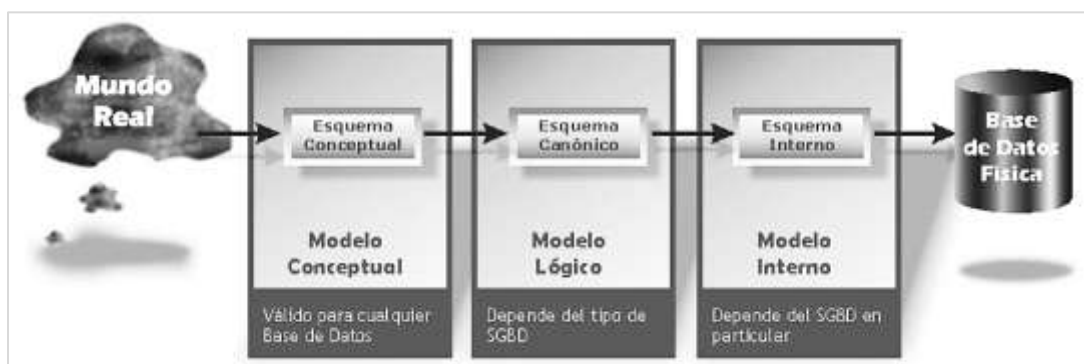 Mundo
Real
Esquema
Conceptual
Modelo
Conceptual
Válido para cualquier
Base de Datos
Esquema
Canónico
Modelo
Lógico
Depende del tipo de
SGBD
Esquema
Interno
Modelo
Interno
Depende del SGBD en
particular
Base
de Datos
Física